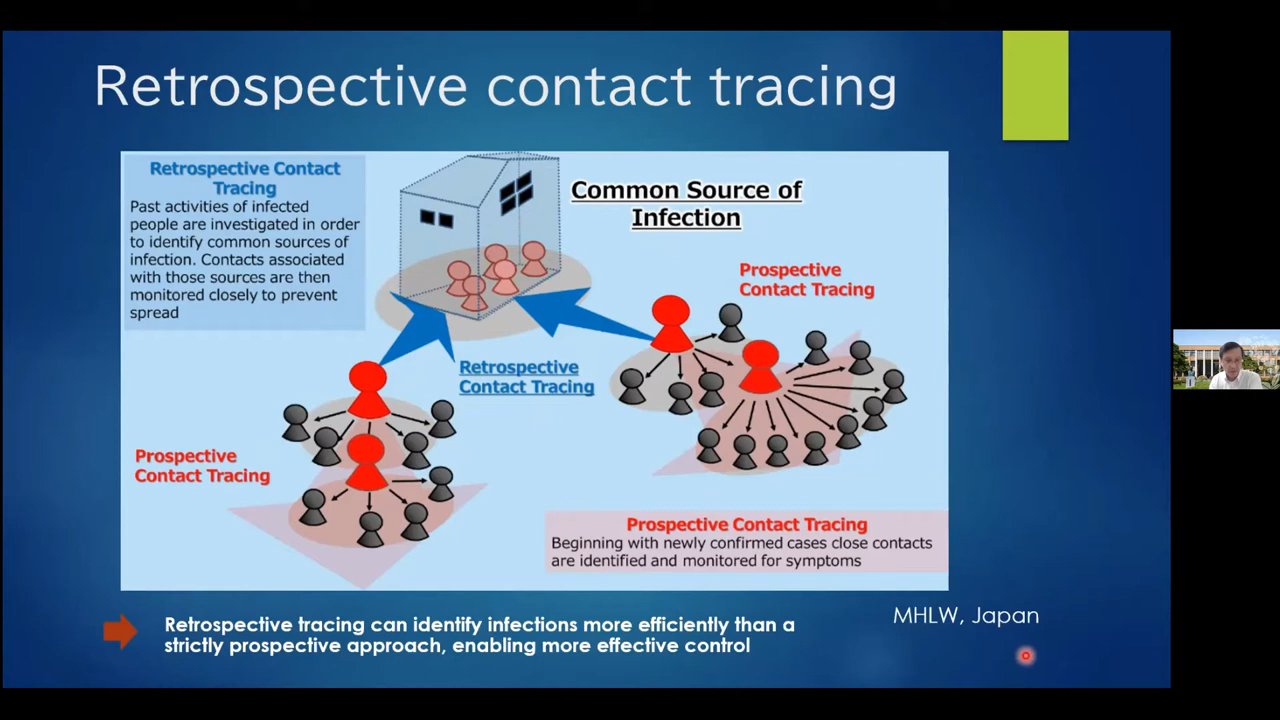 Retrospective contact tracing
Retrospective Contact
Tracing
Past activities of infected
people are investigated in order
to identify common sources of
infection. Contacts associated
with those sources are then
monitored closely to prevent
spread
Common Source of
Infection
Prospective
Contact Tracing
Retrospective
Contact Tracing
Prospective
Contact Tracing
Prospective Contact Tracing
Beginning with newly confirmed cases close contacts
are identified and monitored for symptoms
MHLW, Japan
Retrospective tracing can identify infections more efficiently than a
strictly prospective approach, enabling more effective control